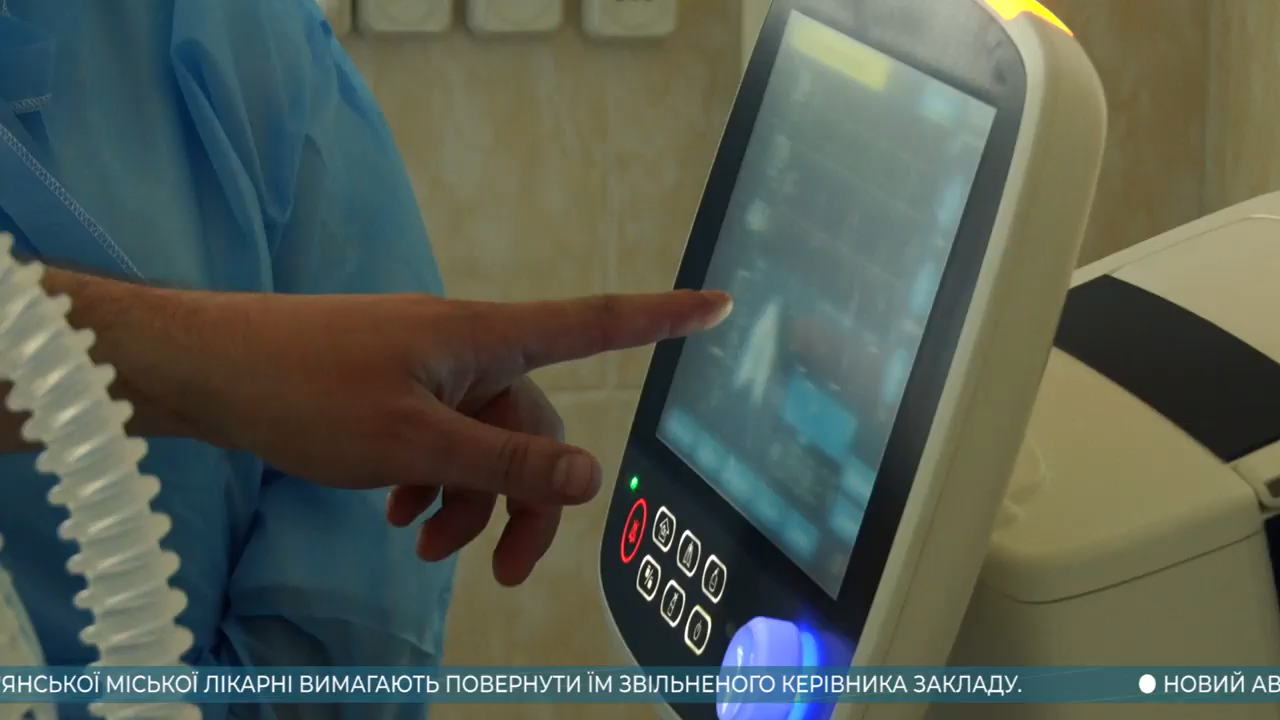 'ЯНСЬКОЇ МІСЬКОЇ ЛІКАРНІ ВИМАГАЮТЬ ПОВЕРНУТИ ЇМ ЗВІЛЬНЕНОГО КЕРІВНИКА ЗАКЛАДУ. ● НОВИЙ АВ